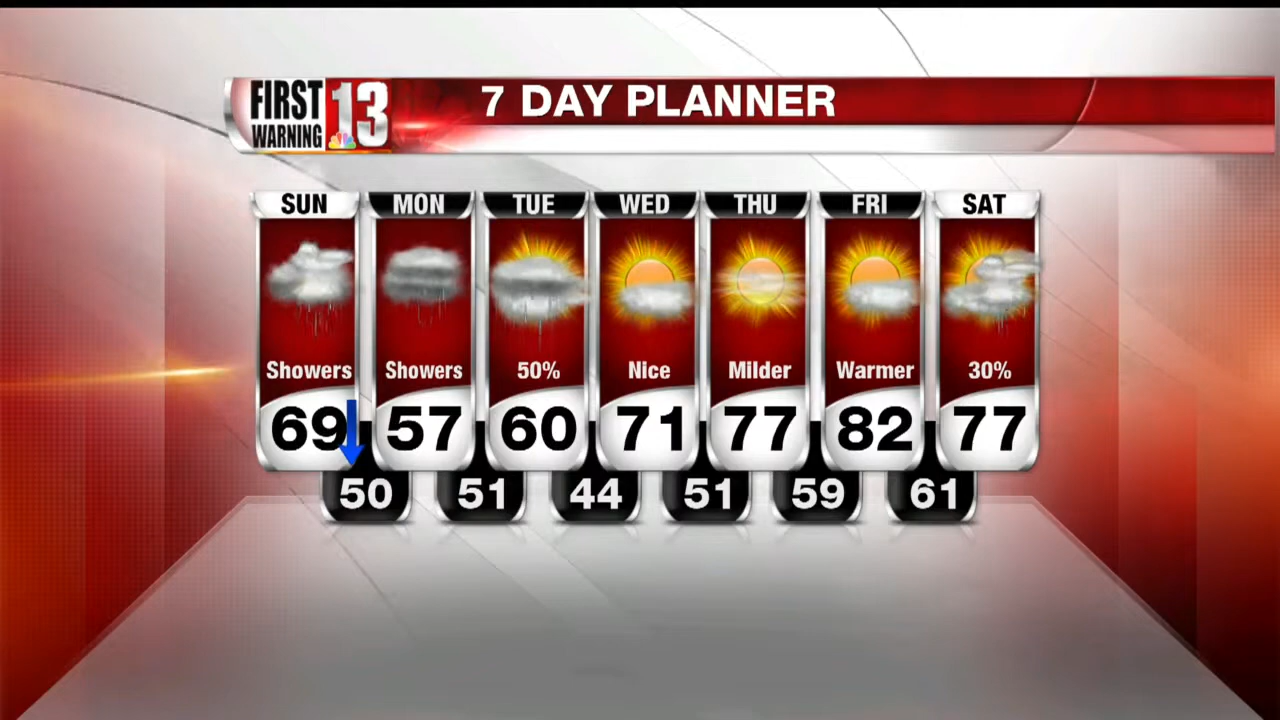 FIRST
WARNING
13
7 DAY PLANNER
SUN MON TUE WED THU FRI SAT
Showers Showers 50% Nice Milder Warmer 30%
69 57 60 71 77 82 77
50 51 44 51 59 61